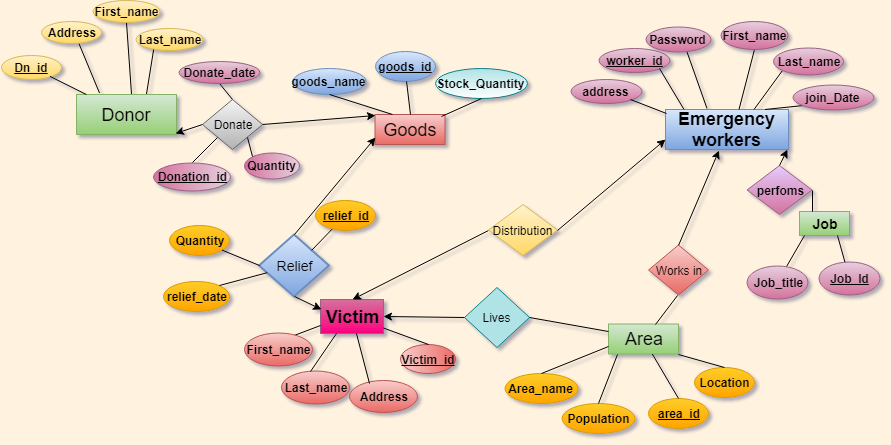 First_name
Address
Last_name
Dn_id
Donor
Donate_date
Donate
Donation_id
Quantity
goods_name
goods_id
Stock_Quantity
Goods
Password
First_name
worker_id
Last_name
address
join_Date
Emergency
workers
perfoms
Job
Job_title
Job_Id
relief_id
Quantity
Relief
relief_date
Distribution
Works in
Victim
Lives
First_name
Last_name
Address
Victim_id
Area
Area_name
Population
area_id
Location